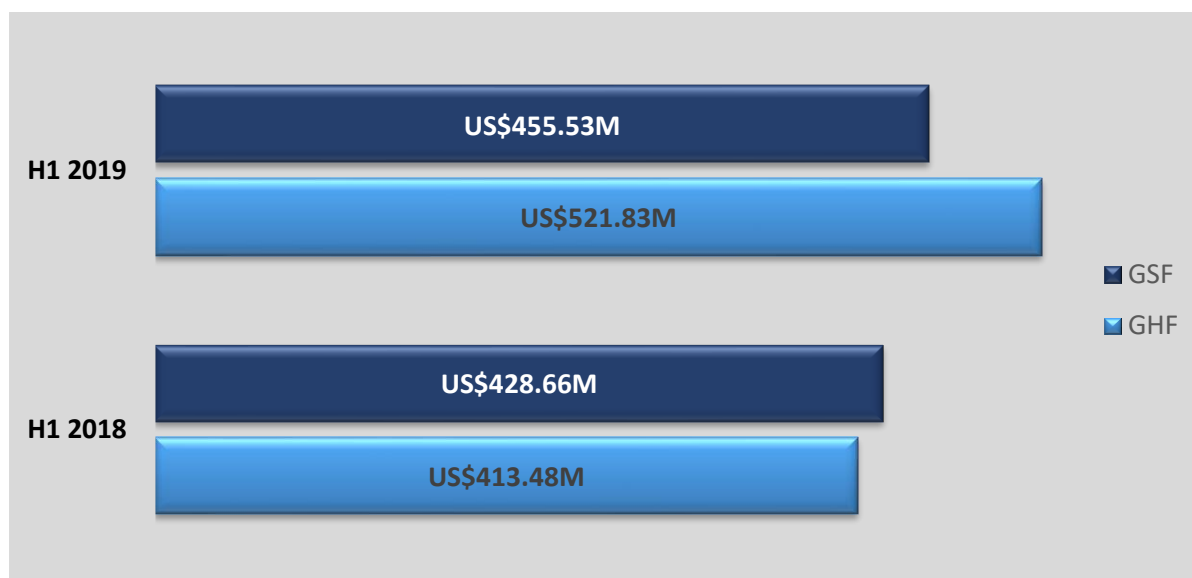 US$455.53M
H1 2019
US$521.83M
GSF
GHF
US$428.66M
H1 2018
US$413.48M